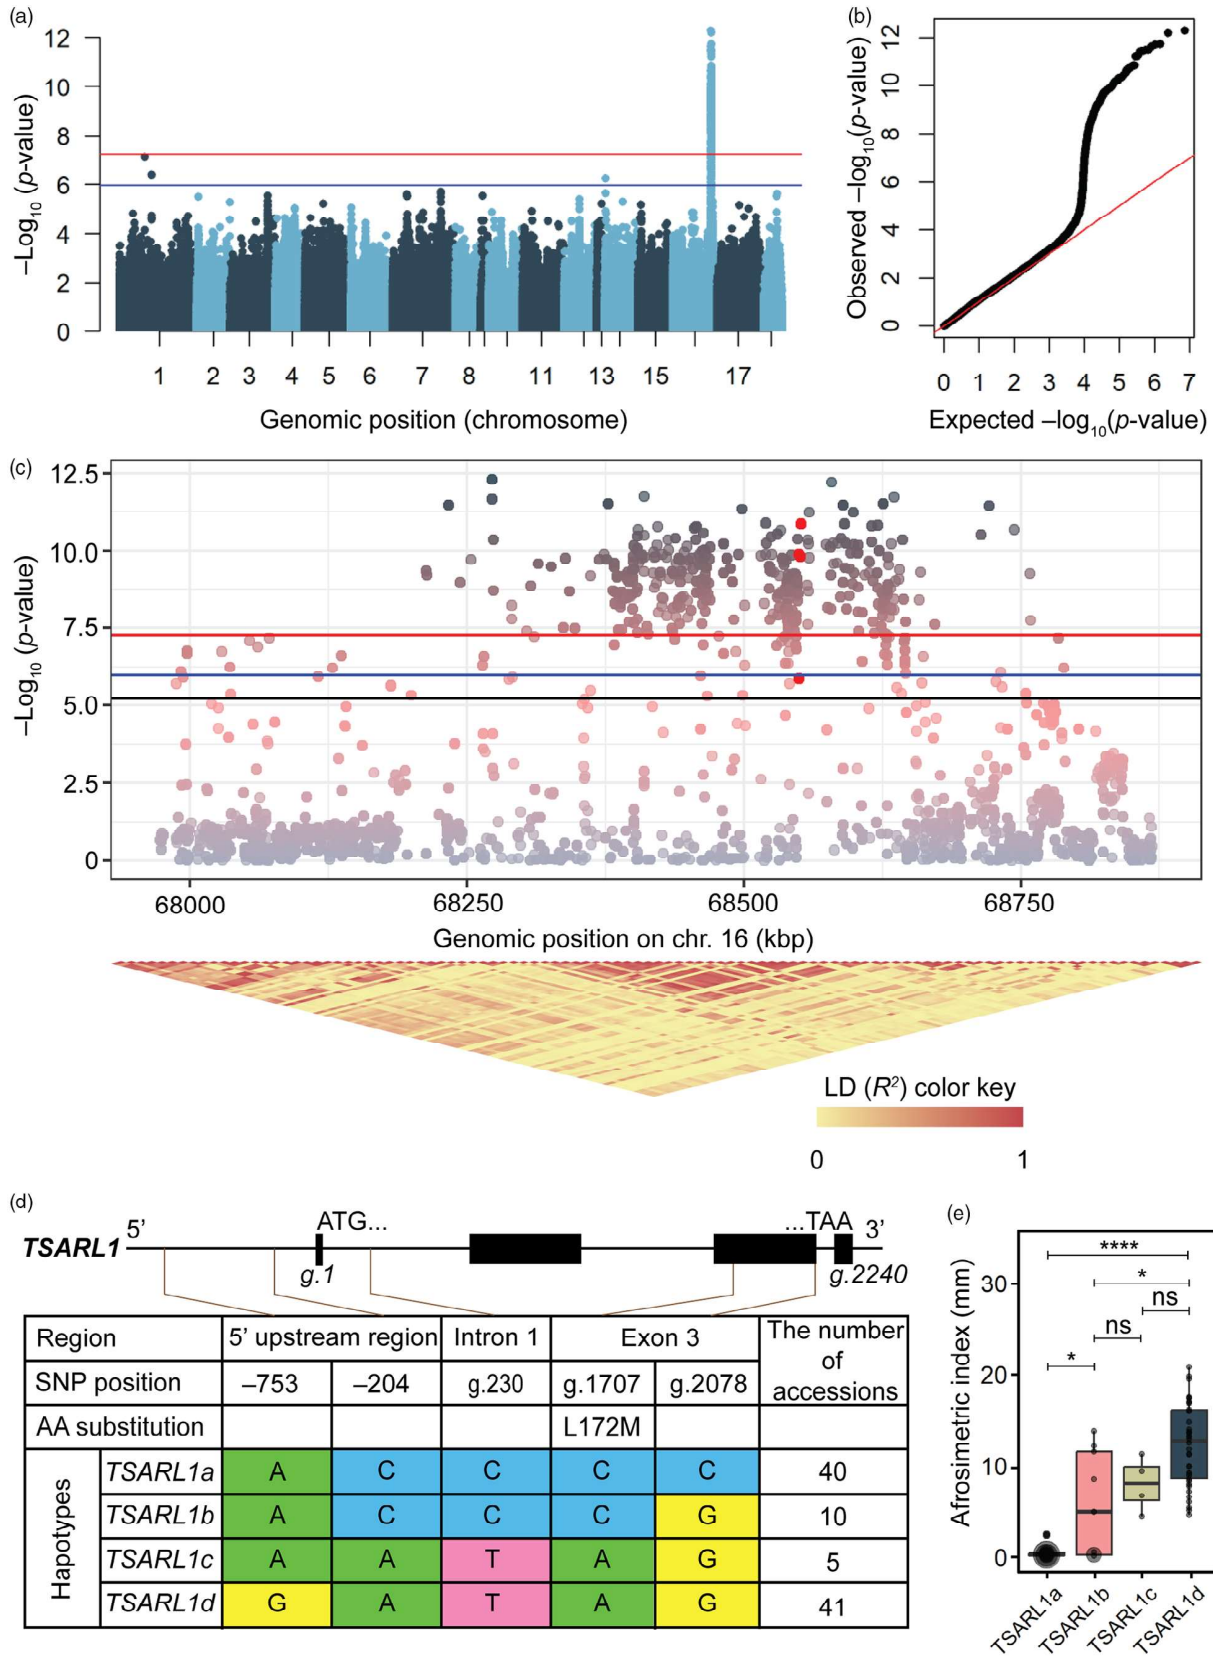 (a)
12
10
8
6
4
2
0
–Log10 (p-value)
1 2 3 4 5 6 7 8 9 11 13 15 17
Genomic position (chromosome)
(b)
12
10
8
6
4
2
0
Observed –log10(p-value)
0 1 2 3 4 5 6 7
Expected –log10(p-value)
(c)
12.5
10.0
7.5
5.0
2.5
0
–Log10 (p-value)
68000 68250 68500 68750
Genomic position on chr. 16 (kbp)
LD (R²) color key
0 1
(d)
5’ ATG... ...TAA 3’
TSARL1
g.1 g.2240
Region 5’ upstream region Intron 1 Exon 3 The number of accessions
SNP position –753 –204 g.230 g.1707 g.2078
AA substitution L172M
Hapotypes
TSARL1a A C C C C 40
TSARL1b A C C C G 10
TSARL1c A A T A G 5
TSARL1d G A T A G 41
(e)
Afrosimetric index (mm)
30
20
10
0
****
*
ns
ns
*
TSARL1a TSARL1b TSARL1c TSARL1d